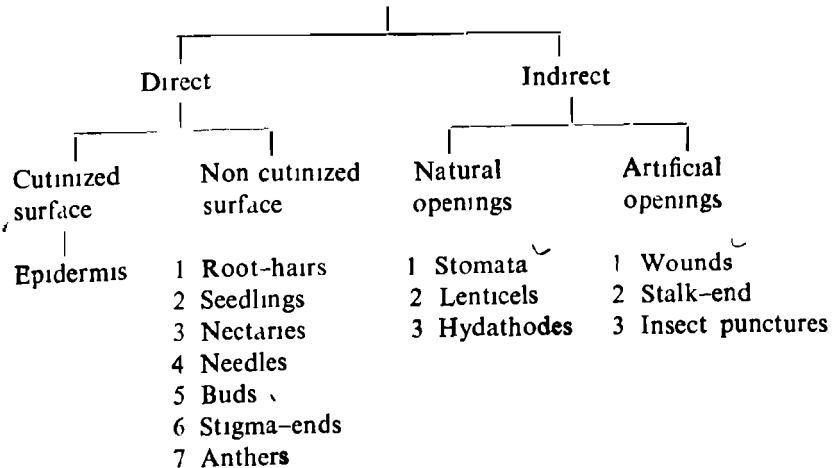 Direct
Indirect
Cutinized
surface
Non cutinized
surface
Natural
openings
Artificial
openings
Epidermis
1 Root-hairs
2 Seedlings
3 Nectaries
4 Needles
5 Buds
6 Stigma-ends
7 Anthers
1 Stomata
2 Lenticels
3 Hydathodes
1 Wounds
2 Stalk-end
3 Insect punctures